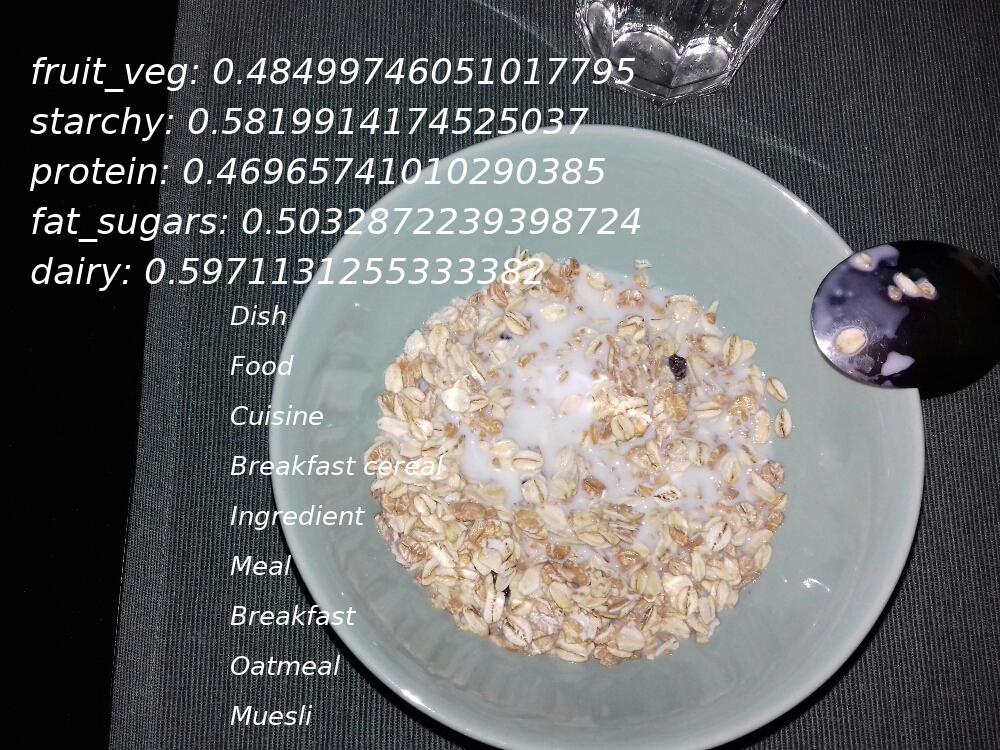 fruit_veg: 0.48499746051017795
starchy: 0.5819914174525037
protein: 0.46965741010290385
fat_sugars: 0.5032872239398724
dairy: 0.59711131255333382
Dish
Food
Cuisine
Breakfast cereal
Ingredient
Meal
Breakfast
Oatmeal
Muesli